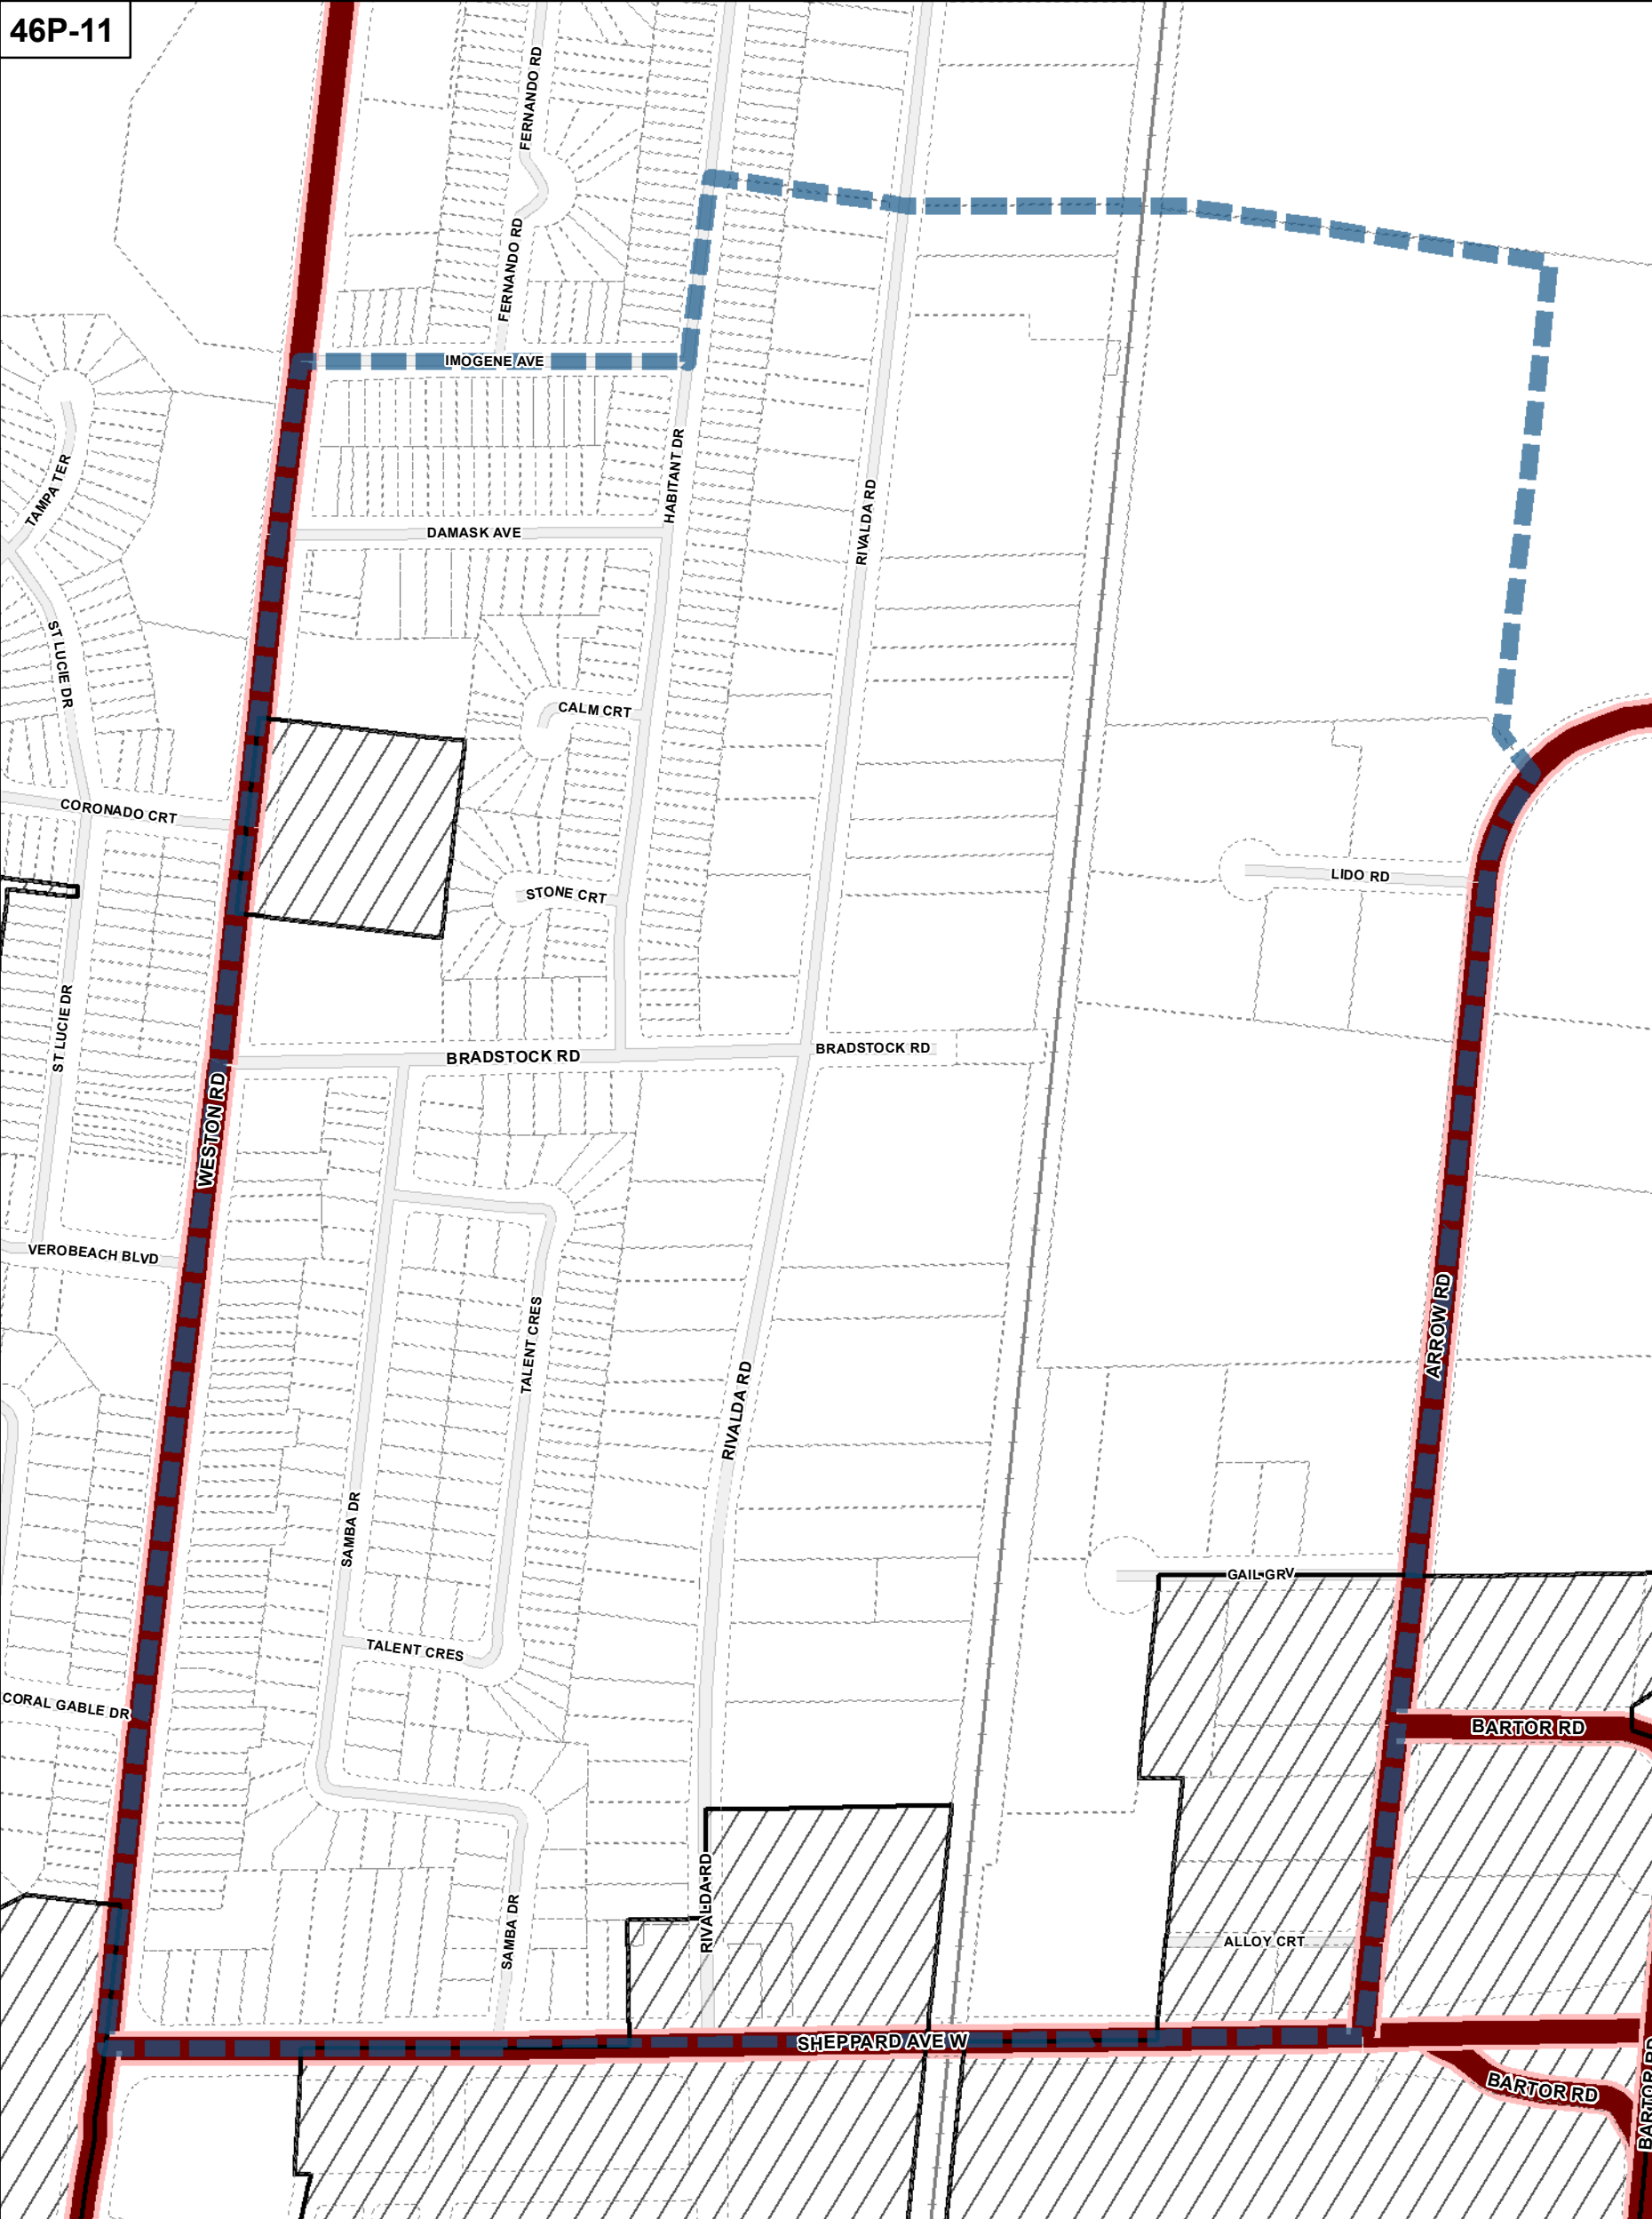 46P-11
FERNANDO RD
FERNANDO RD
IMOGENE AVE
HABITANT DR
TAMPA TER
RIVALDA RD
DAMASK AVE
ST LUCIE DR
CALM CRT
CORONADO CRT
LIDO RD
STONE CRT
ST LUCIE DR
BRADSTOCK RD
BRADSTOCK RD
WESTON RD
VEROBEACH BLVD
TALENT CRES
ARROW RD
RIVALDA RD
SAMBA DR
GAIL GRV
TALENT CRES
CORAL GABLE DR
BARTOR RD
RIVALDA RD
SAMBA DR
ALLOY CRT
SHEPPARD AVE W
BARTOR RD
BARTOR RD